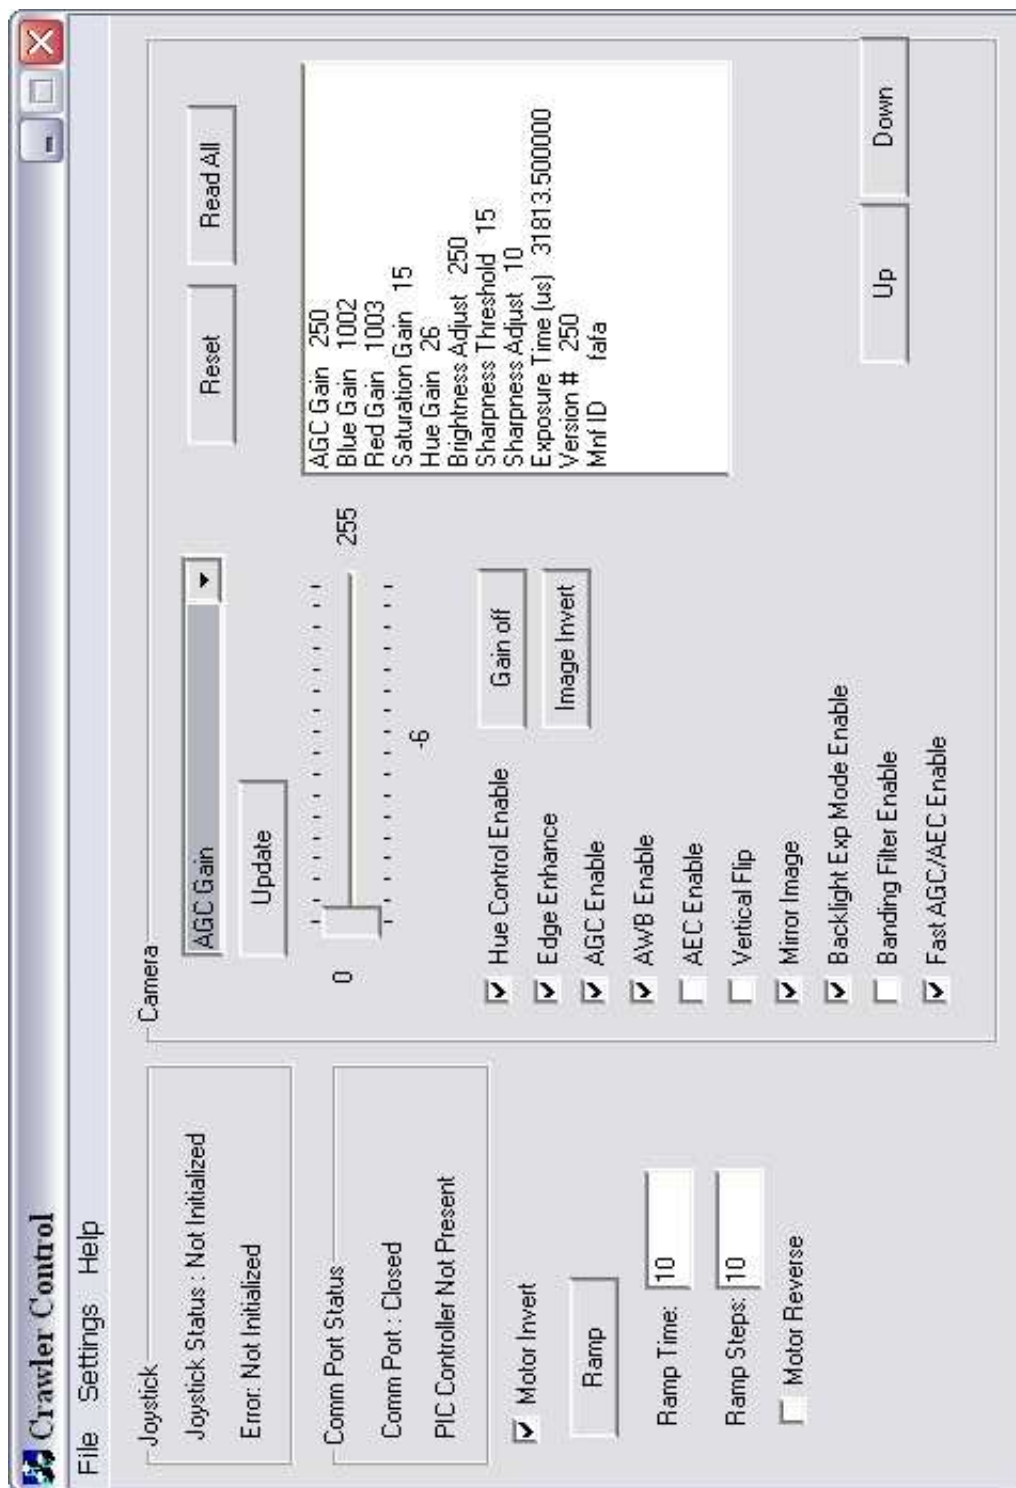 Crawler Control
File Settings Help
Joystick
Joystick Status : Not Initialized
Error: Not Initialized
Comm Port Status
Comm Port : Closed
PIC Controller Not Present
Motor Invert
Ramp
Ramp Time: 10
Ramp Steps: 10
Motor Reverse
Camera
AGC Gain
Update
Reset
Read All
0
255
-6
AGC Gain 250
Blue Gain 1002
Red Gain 1003
Saturation Gain 15
Hue Gain 26
Brightness Adjust 250
Sharpness Threshold 15
Sharpness Adjust 10
Exposure Time (us) 31813.500000
Version # 250
Mnf ID fafa
Hue Control Enable
Edge Enhance
AGC Enable
AWB Enable
AEC Enable
Vertical Flip
Mirror Image
Backlight Exp Mode Enable
Banding Filter Enable
Fast AGC/AEC Enable
Gain off
Image Invert
Up
Down